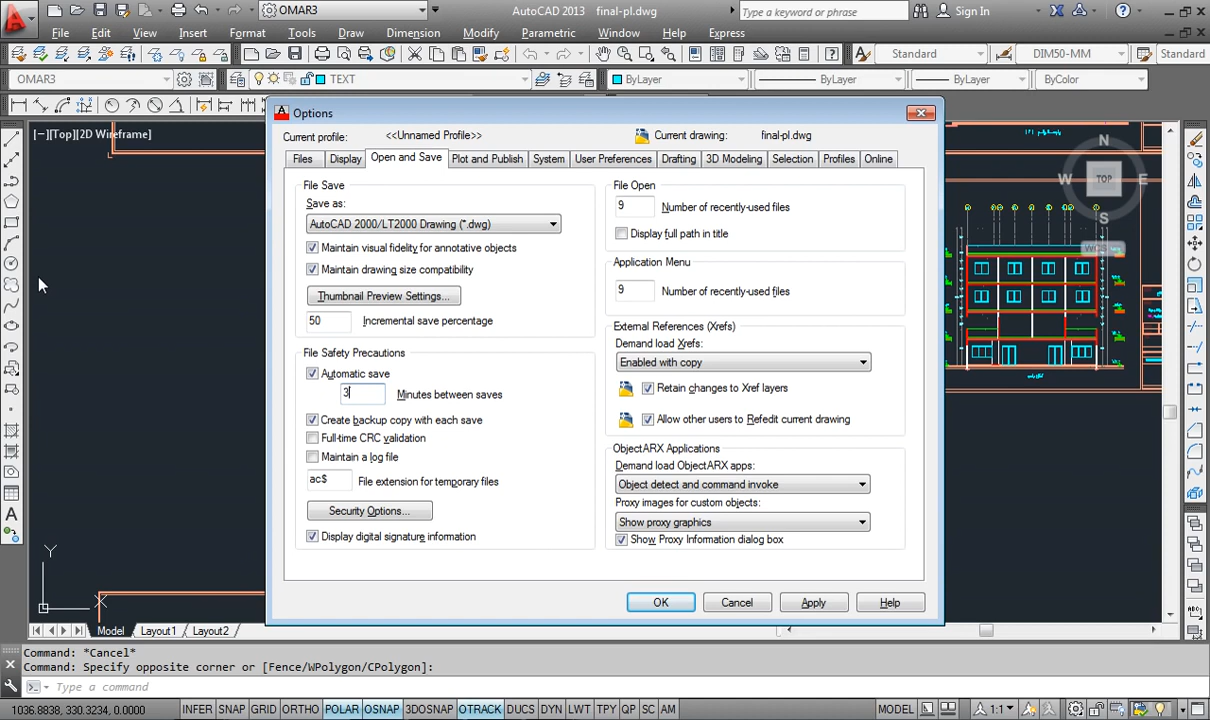 OMAR3
AutoCAD 2013 final-pl.dwg
Type a keyword or phrase
Sign In
File Edit View Insert Format Tools Draw Dimension Modify Parametric Window Help Express
Standard DIM50-MM Standard
OMAR3 TEXT ByLayer ByLayer ByLayer ByColor
[−][Top][2D Wireframe]
Options
Current profile: <<Unnamed Profile>> Current drawing: final-pl.dwg
Files Display Open and Save Plot and Publish System User Preferences Drafting 3D Modeling Selection Profiles Online
File Save
Save as:
AutoCAD 2000/LT2000 Drawing (*.dwg)
Maintain visual fidelity for annotative objects
Maintain drawing size compatibility
Thumbnail Preview Settings...
50 Incremental save percentage
File Safety Precautions
Automatic save
3 Minutes between saves
Create backup copy with each save
Full-time CRC validation
Maintain a log file
ac$ File extension for temporary files
Security Options...
Display digital signature information
File Open
9 Number of recently-used files
Display full path in title
Application Menu
9 Number of recently-used files
External References (Xrefs)
Demand load Xrefs:
Enabled with copy
Retain changes to Xref layers
Allow other users to Refedit current drawing
ObjectARX Applications
Demand load ObjectARX apps:
Object detect and command invoke
Proxy images for custom objects:
Show proxy graphics
Show Proxy Information dialog box
OK Cancel Apply Help
N
W TOP E
S
Y
X
A
Model Layout1 Layout2
Command: *Cancel*
Command: Specify opposite corner or [Fence/WPolygon/CPolygon]:
Type a command
1036.8838, 330.3234, 0.0000 INFER SNAP GRID ORTHO POLAR OSNAP 3DOSNAP OTRACK DUCS DYN LWT TPY QP SC AM MODEL 1:1